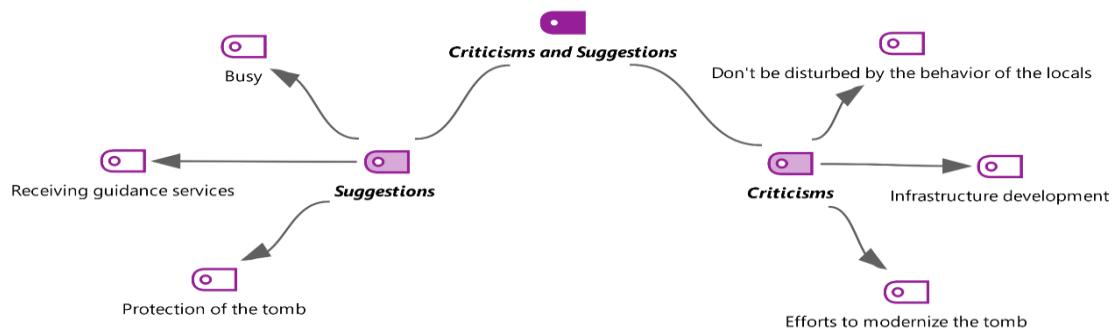 Criticisms and Suggestions
Busy
Don't be disturbed by the behavior of the locals
Receiving guidance services
Suggestions
Criticisms
Infrastructure development
Protection of the tomb
Efforts to modernize the tomb